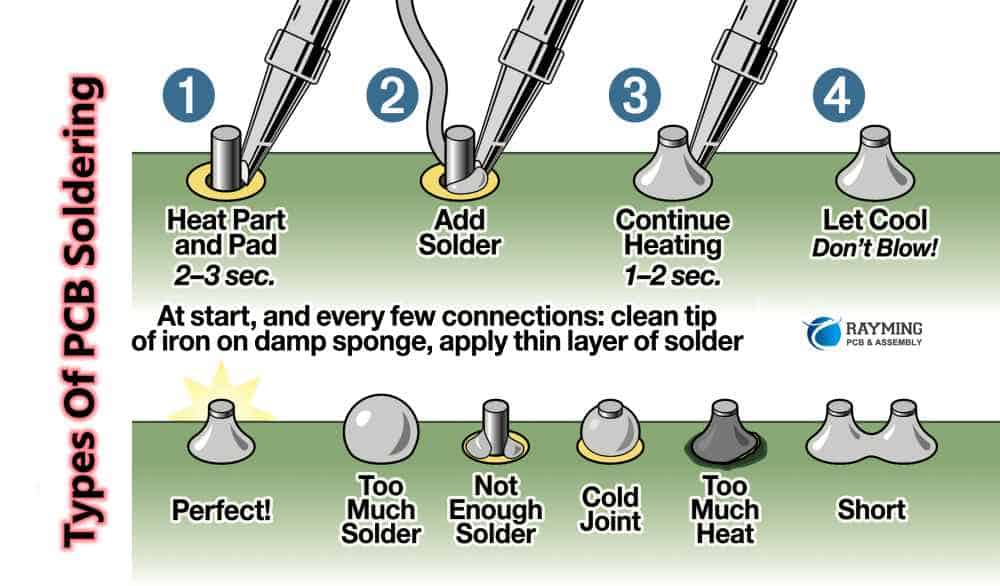 Types Of PCB Soldering
1
2
3
4
Heat Part
and Pad
2–3 sec.
Add
Solder
Continue
Heating
1–2 sec.
Let Cool
Don't Blow!
At start, and every few connections: clean tip
of iron on damp sponge, apply thin layer of solder
RAYMING
PCB & ASSEMBLY
Perfect!
Too
Much
Solder
Not
Enough
Solder
Cold
Joint
Too
Much
Heat
Short